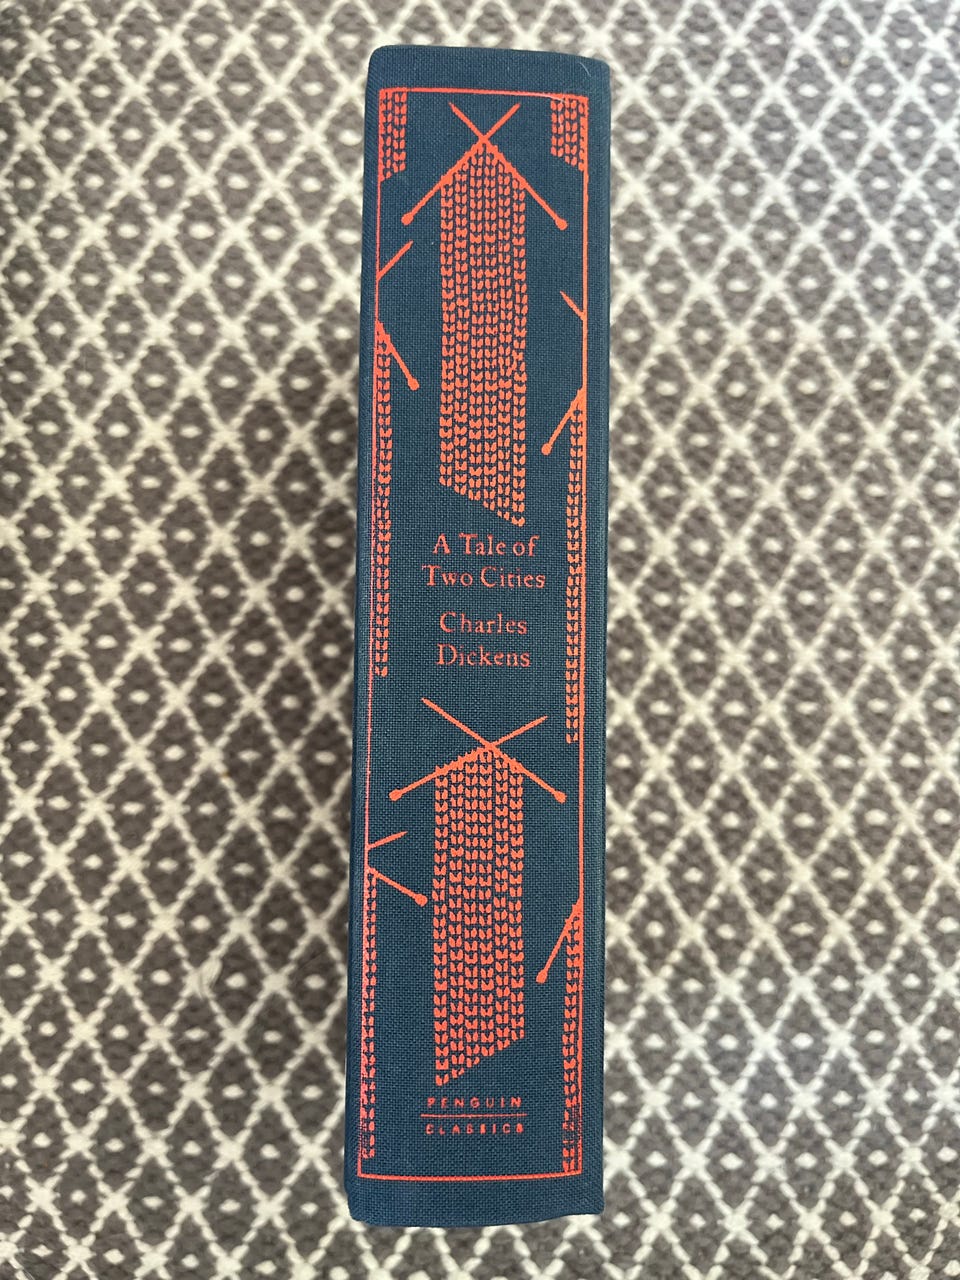 A Tale of
Two Cities
Charles
Dickens
PENGUIN
CLASSICS